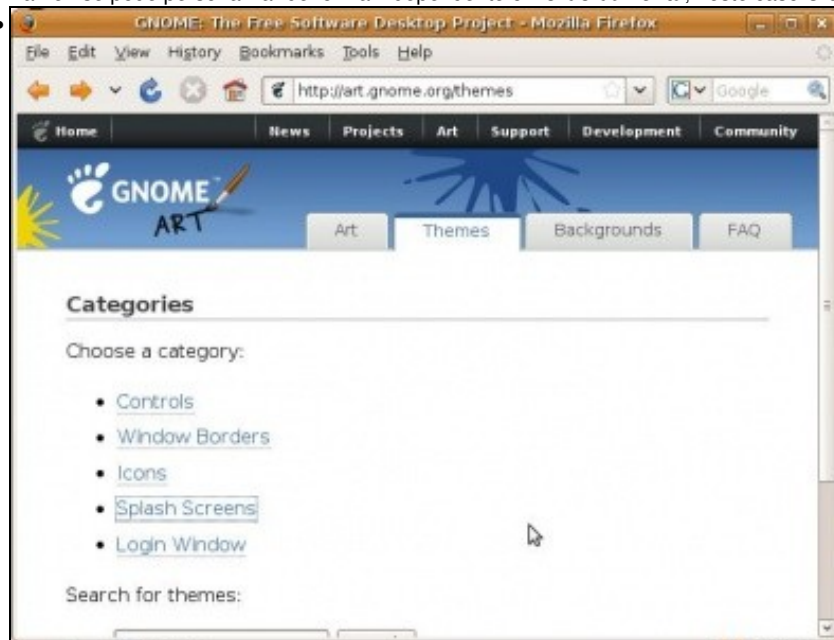 GNOME: The Free Software Desktop Project - Mozilla Firefox
File Edit View History Bookmarks Tools Help
http://art.gnome.org/themes Google
Home News Projects Art Support Development Community
GNOME ART
Art Themes Backgrounds FAQ
Categories
Choose a category:
• Controls
• Window Borders
• Icons
• Splash Screens
• Login Window
Search for themes: